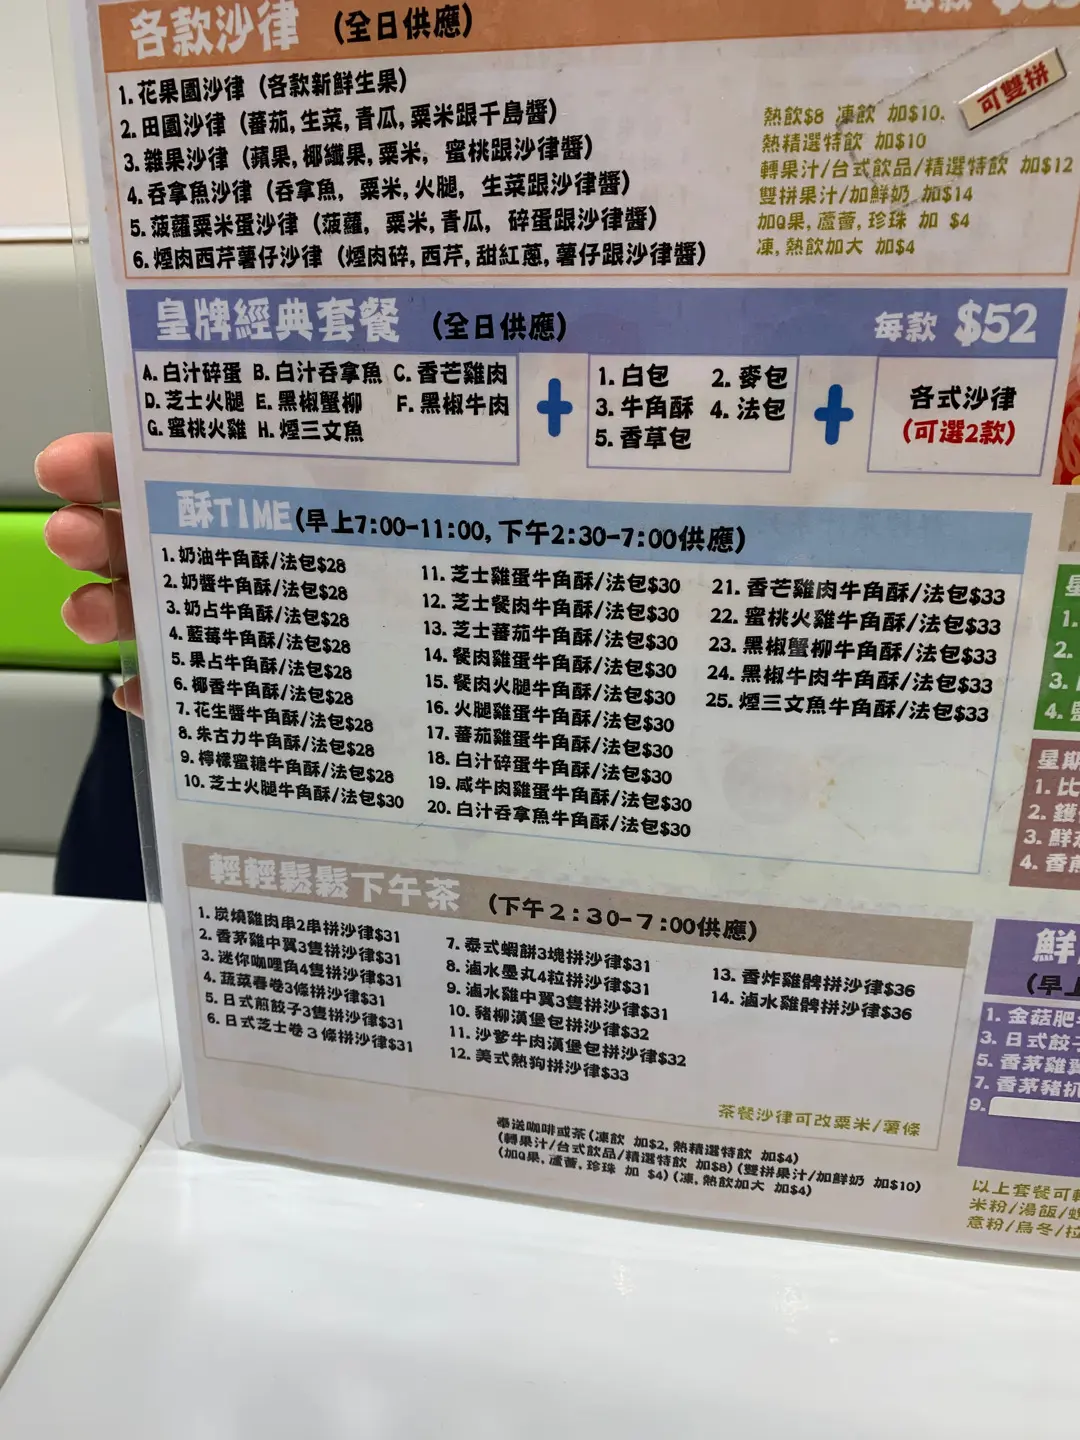 各款沙律 (全日供應)
每款
可雙拼
1. 花果園沙律 (各款新鮮生果)
2. 田園沙律 (蕃茄, 生菜, 青瓜, 粟米跟千島醬)
3. 雜果沙律 (蘋果, 椰纖果, 粟米, 蜜桃跟沙律醬)
4. 吞拿魚沙律 (吞拿魚, 粟米, 火腿, 生菜跟沙律醬)
5. 菠蘿粟米蛋沙律 (菠蘿, 粟米, 青瓜, 碎蛋跟沙律醬)
6. 煙肉西芹薯仔沙律 (煙肉碎, 西芹, 甜紅蔥, 薯仔跟沙律醬)
熱飲$8 凍飲 加$10.
熱精選特飲 加$10
轉果汁/台式飲品/精選特飲 加$12
雙拼果汁/加鮮奶 加$14
加Q果, 蘆薈, 珍珠 加 $4
凍, 熱飲加大 加$4
皇牌經典套餐 (全日供應) 每款 $52
A. 白汁碎蛋 B. 白汁吞拿魚 C. 香芒雞肉
D. 芝士火腿 E. 黑椒蟹柳 F. 黑椒牛肉
G. 蜜桃火雞 H. 煙三文魚
+
1. 白包 2. 麥包
3. 牛角酥 4. 法包
5. 香草包
+
各式沙律
(可選2款)
酥TIME (早上7:00-11:00, 下午2:30-7:00供應)
1. 奶油牛角酥/法包$28
2. 奶醬牛角酥/法包$28
3. 奶占牛角酥/法包$28
4. 藍莓牛角酥/法包$28
5. 果占牛角酥/法包$28
6. 椰香牛角酥/法包$28
7. 花生醬牛角酥/法包$28
8. 朱古力牛角酥/法包$28
9. 檸檬蜜糖牛角酥/法包$28
10. 芝士火腿牛角酥/法包$30
11. 芝士雞蛋牛角酥/法包$30
12. 芝士餐肉牛角酥/法包$30
13. 芝士蕃茄牛角酥/法包$30
14. 餐肉雞蛋牛角酥/法包$30
15. 餐肉火腿牛角酥/法包$30
16. 火腿雞蛋牛角酥/法包$30
17. 蕃茄雞蛋牛角酥/法包$30
18. 白汁碎蛋牛角酥/法包$30
19. 咸牛肉雞蛋牛角酥/法包$30
20. 白汁吞拿魚牛角酥/法包$30
21. 香芒雞肉牛角酥/法包$33
22. 蜜桃火雞牛角酥/法包$33
23. 黑椒蟹柳牛角酥/法包$33
24. 黑椒牛肉牛角酥/法包$33
25. 煙三文魚牛角酥/法包$33
輕輕鬆鬆下午茶 (下午2:30-7:00供應)
1. 炭燒雞肉串2串拼沙律$31
2. 香茅雞中翼3隻拼沙律$31
3. 迷你咖哩角4隻拼沙律$31
4. 蔬菜春卷3條拼沙律$31
5. 日式煎餃子3隻拼沙律$31
6. 日式芝士卷3條拼沙律$31
7. 泰式蝦餅3塊拼沙律$31
8. 滷水墨丸4粒拼沙律$31
9. 滷水雞中翼3隻拼沙律$31
10. 豬柳漢堡包拼沙律$32
11. 沙爹牛肉漢堡包拼沙律$32
12. 美式熱狗拼沙律$33
13. 香炸雞髀拼沙律$36
14. 滷水雞髀拼沙律$36
茶餐沙律可改粟米/薯條
奉送咖啡或茶 (凍飲 加$2, 熱精選特飲 加$4)
(轉果汁/台式飲品/精選特飲 加$8) (雙拼果汁/加鮮奶 加$10)
(加Q果, 蘆薈, 珍珠 加 $4) (凍, 熱飲加大 加$4)
1.
2.
3.
4.
星期
1. 比
2.
3. 鮮
4. 香煎
鮮
(早上
1. 金菇肥
3. 日式餃子
5. 香茅雞翼
7. 香茅豬扒
9.
以上套餐可轉
米粉/湯飯/
意粉/烏冬/